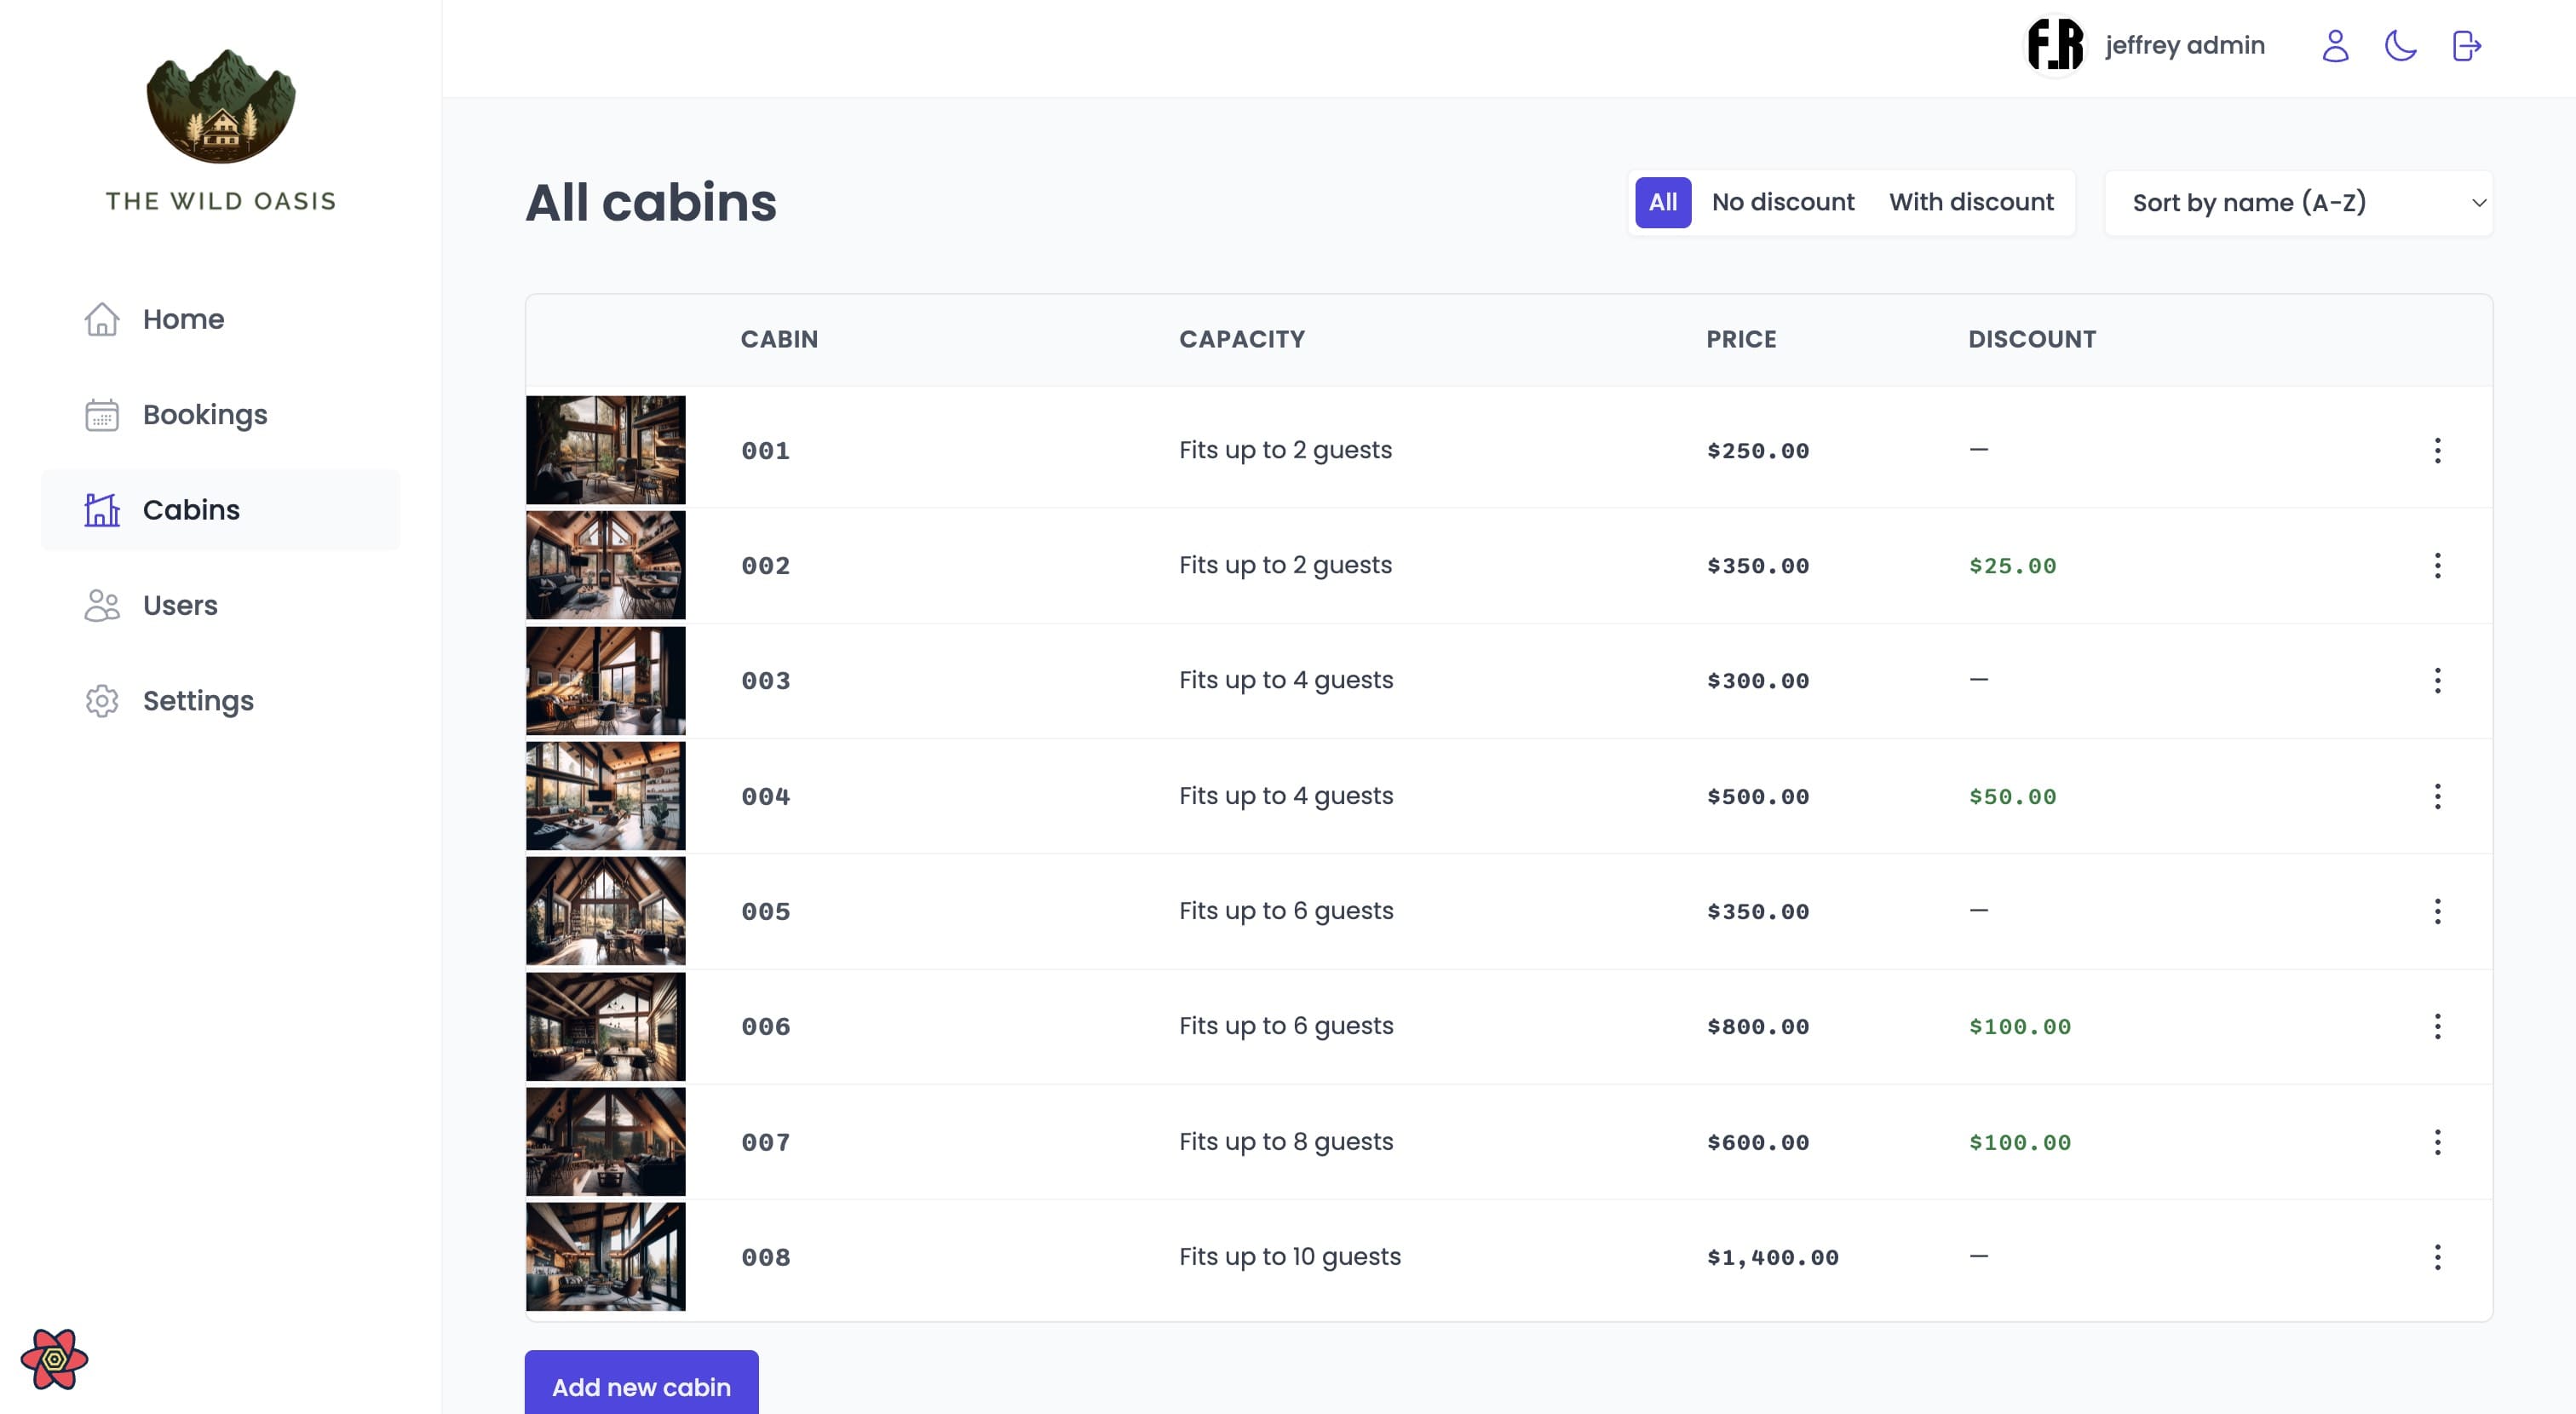 THE WILD OASIS
Home
Bookings
Cabins
Users
Settings
F_R jeffrey admin
All cabins
All No discount With discount
Sort by name (A-Z)
CABIN CAPACITY PRICE DISCOUNT
001 Fits up to 2 guests $250.00 —
002 Fits up to 2 guests $350.00 $25.00
003 Fits up to 4 guests $300.00 —
004 Fits up to 4 guests $500.00 $50.00
005 Fits up to 6 guests $350.00 —
006 Fits up to 6 guests $800.00 $100.00
007 Fits up to 8 guests $600.00 $100.00
008 Fits up to 10 guests $1,400.00 —
Add new cabin